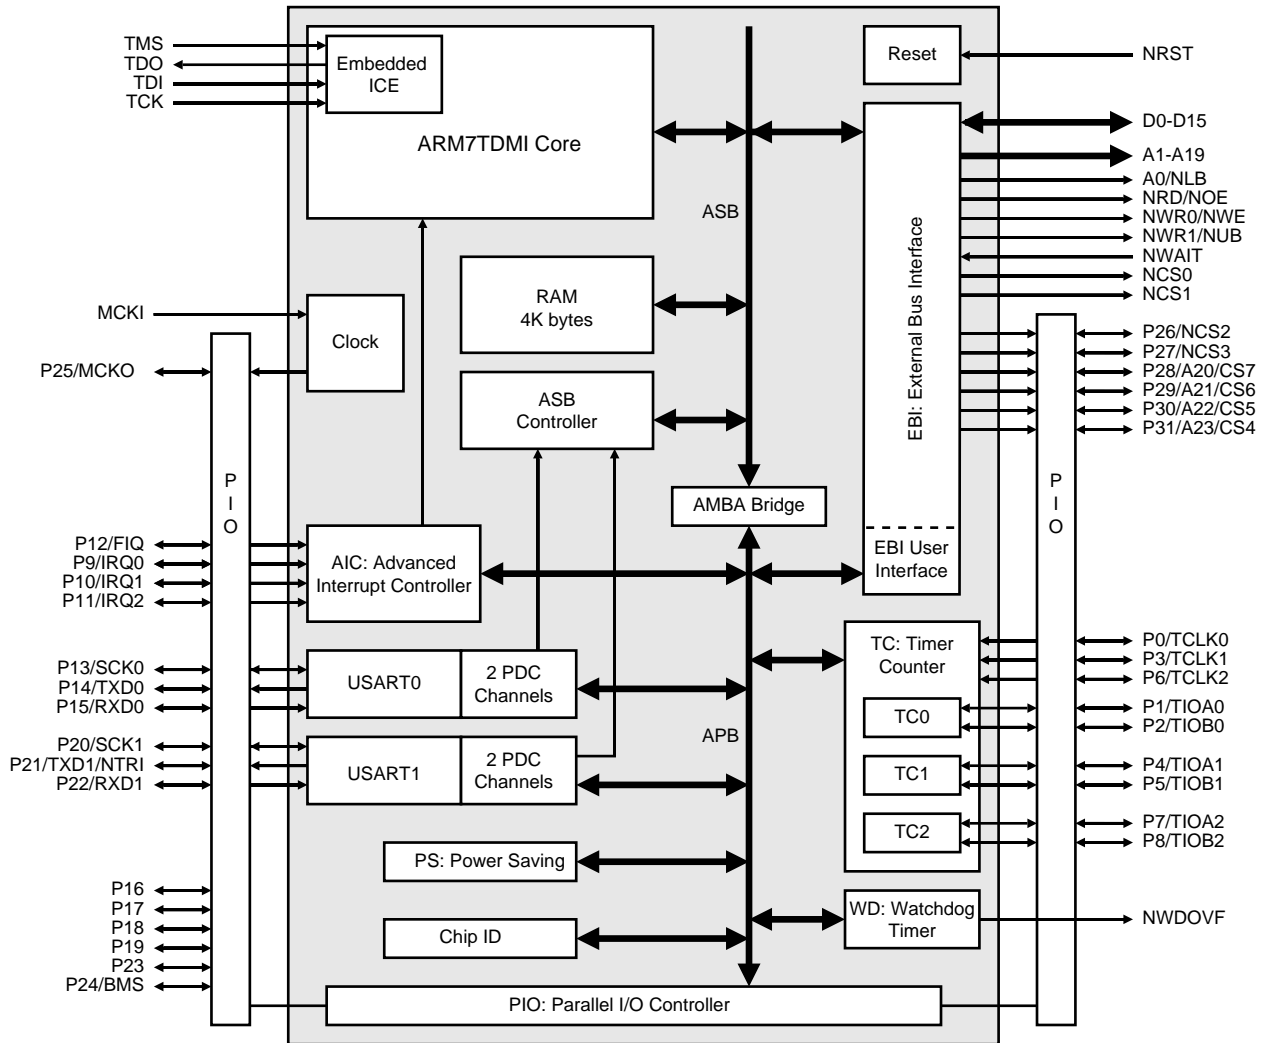 TMS
TDO
TDI
TCK
Embedded
ICE
ARM7TDMI Core
Reset
NRST
D0-D15
A1-A19
A0/NLB
NRD/NOE
NWR0/NWE
NWR1/NUB
NWAIT
NCS0
NCS1
ASB
EBI: External Bus Interface
RAM
4K bytes
MCKI
Clock
P25/MCKO
ASB
Controller
P26/NCS2
P27/NCS3
P28/A20/CS7
P29/A21/CS6
P30/A22/CS5
P31/A23/CS4
P
I
O
P
I
O
AMBA Bridge
EBI User
Interface
P12/FIQ
P9/IRQ0
P10/IRQ1
P11/IRQ2
AIC: Advanced
Interrupt Controller
P13/SCK0
P14/TXD0
P15/RXD0
USART0
2 PDC
Channels
P20/SCK1
P21/TXD1/NTRI
P22/RXD1
USART1
2 PDC
Channels
APB
TC: Timer
Counter
TC0
TC1
TC2
P0/TCLK0
P3/TCLK1
P6/TCLK2
P1/TIOA0
P2/TIOB0
P4/TIOA1
P5/TIOB1
P7/TIOA2
P8/TIOB2
PS: Power Saving
Chip ID
WD: Watchdog
Timer
NWDOVF
P16
P17
P18
P19
P23
P24/BMS
PIO: Parallel I/O Controller